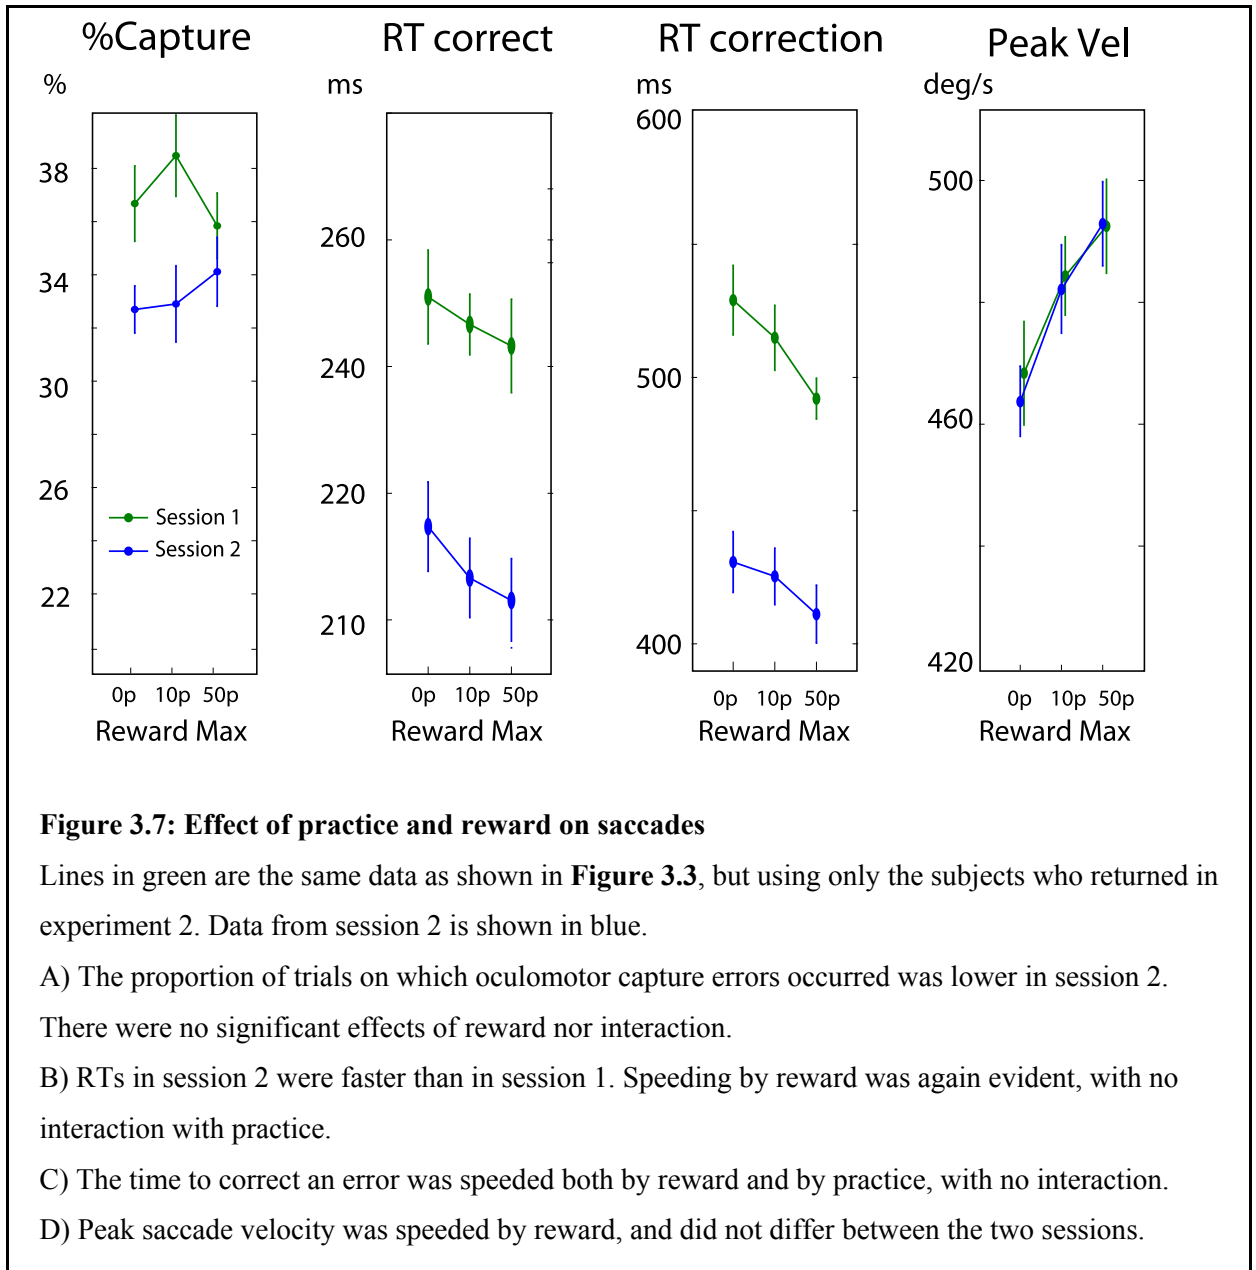 %Capture
RT correct
RT correction
Peak Vel
%
ms
ms
deg/s
38
34
30
26
22
Session 1
Session 2
0p 10p 50p
Reward Max
260
240
220
210
0p 10p 50p
Reward Max
600
500
400
0p 10p 50p
Reward Max
500
460
420
0p 10p 50p
Reward Max
Figure 3.7: Effect of practice and reward on saccades
Lines in green are the same data as shown in Figure 3.3, but using only the subjects who returned in
experiment 2. Data from session 2 is shown in blue.
A) The proportion of trials on which oculomotor capture errors occurred was lower in session 2.
There were no significant effects of reward nor interaction.
B) RTs in session 2 were faster than in session 1. Speeding by reward was again evident, with no
interaction with practice.
C) The time to correct an error was speeded both by reward and by practice, with no interaction.
D) Peak saccade velocity was speeded by reward, and did not differ between the two sessions.